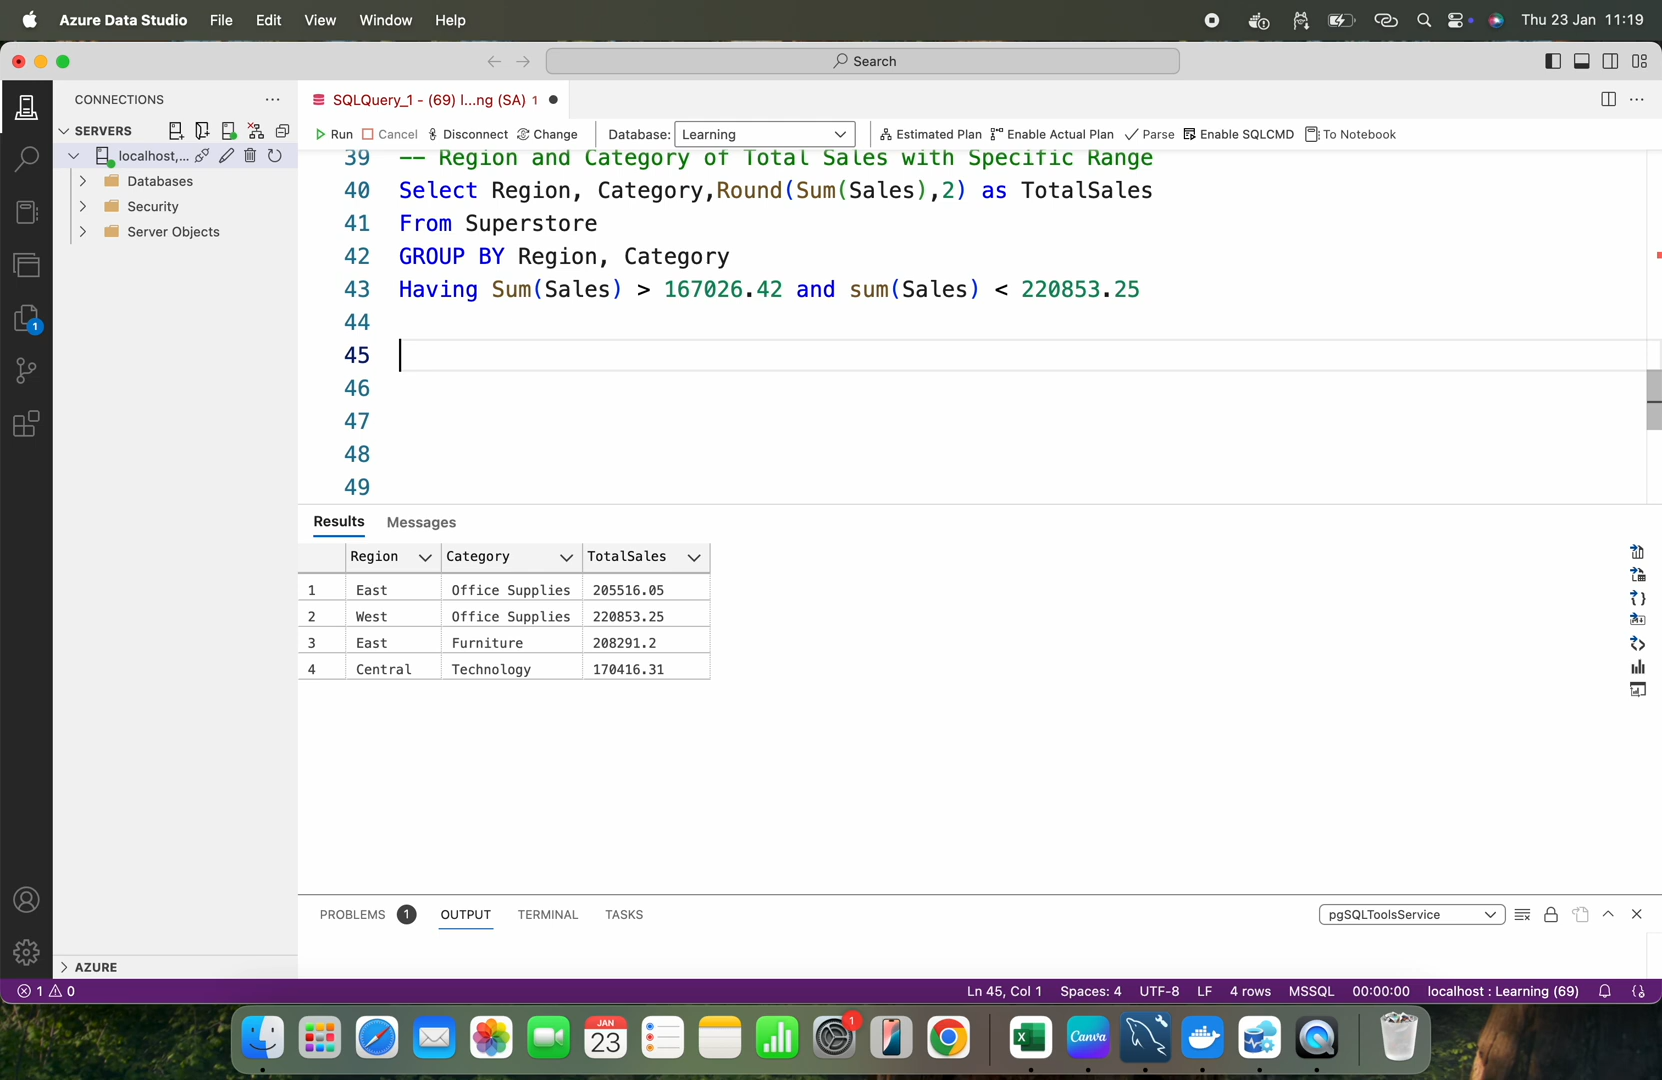 Azure Data Studio File Edit View Window Help Thu 23 Jan 11:19
Search
CONNECTIONS
SQLQuery_1 - (69) l...ng (SA) 1
SERVERS
Run Cancel Disconnect Change Database: Learning Estimated Plan Enable Actual Plan Parse Enable SQLCMD To Notebook
localhost,...
Databases
Security
Server Objects
39 -- Region and Category of Total Sales with Specific Range
40 Select Region, Category,Round(Sum(Sales),2) as TotalSales
41 From Superstore
42 GROUP BY Region, Category
43 Having Sum(Sales) > 167026.42 and sum(Sales) < 220853.25
44
45
46
47
48
49
1
Results Messages
Region Category TotalSales
1 East Office Supplies 205516.05
2 West Office Supplies 220853.25
3 East Furniture 208291.2
4 Central Technology 170416.31
PROBLEMS 1 OUTPUT TERMINAL TASKS pgSQLToolsService
AZURE
1 0 Ln 45, Col 1 Spaces: 4 UTF-8 LF 4 rows MSSQL 00:00:00 localhost : Learning (69)
JAN
23
1
Canva